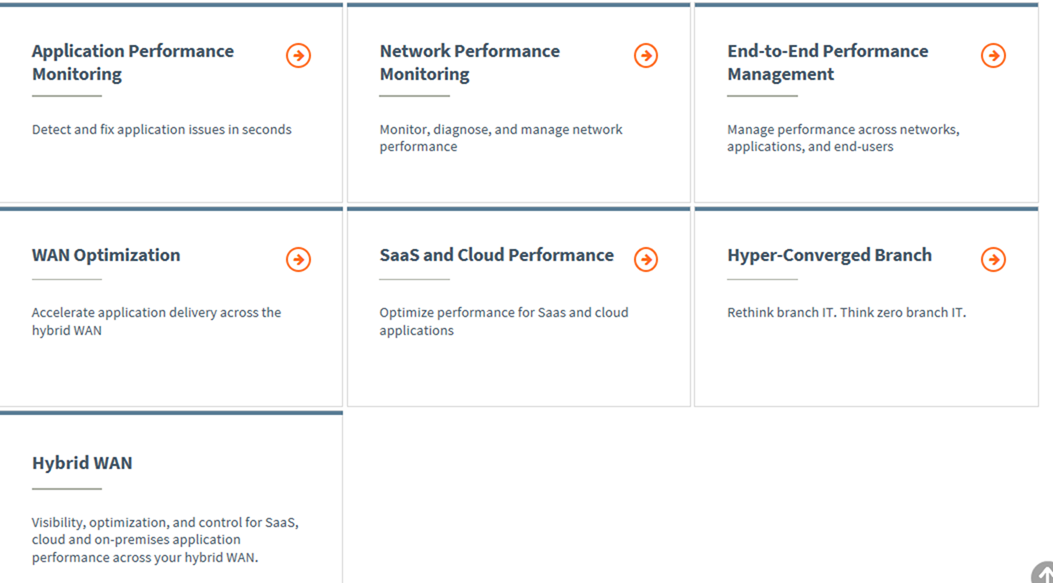 Application Performance
Monitoring
Detect and fix application issues in seconds
Network Performance
Monitoring
Monitor, diagnose, and manage network
performance
End-to-End Performance
Management
Manage performance across networks,
applications, and end-users
WAN Optimization
Accelerate application delivery across the
hybrid WAN
SaaS and Cloud Performance
Optimize performance for Saas and cloud
applications
Hyper-Converged Branch
Rethink branch IT. Think zero branch IT.
Hybrid WAN
Visibility, optimization, and control for SaaS,
cloud and on-premises application
performance across your hybrid WAN.